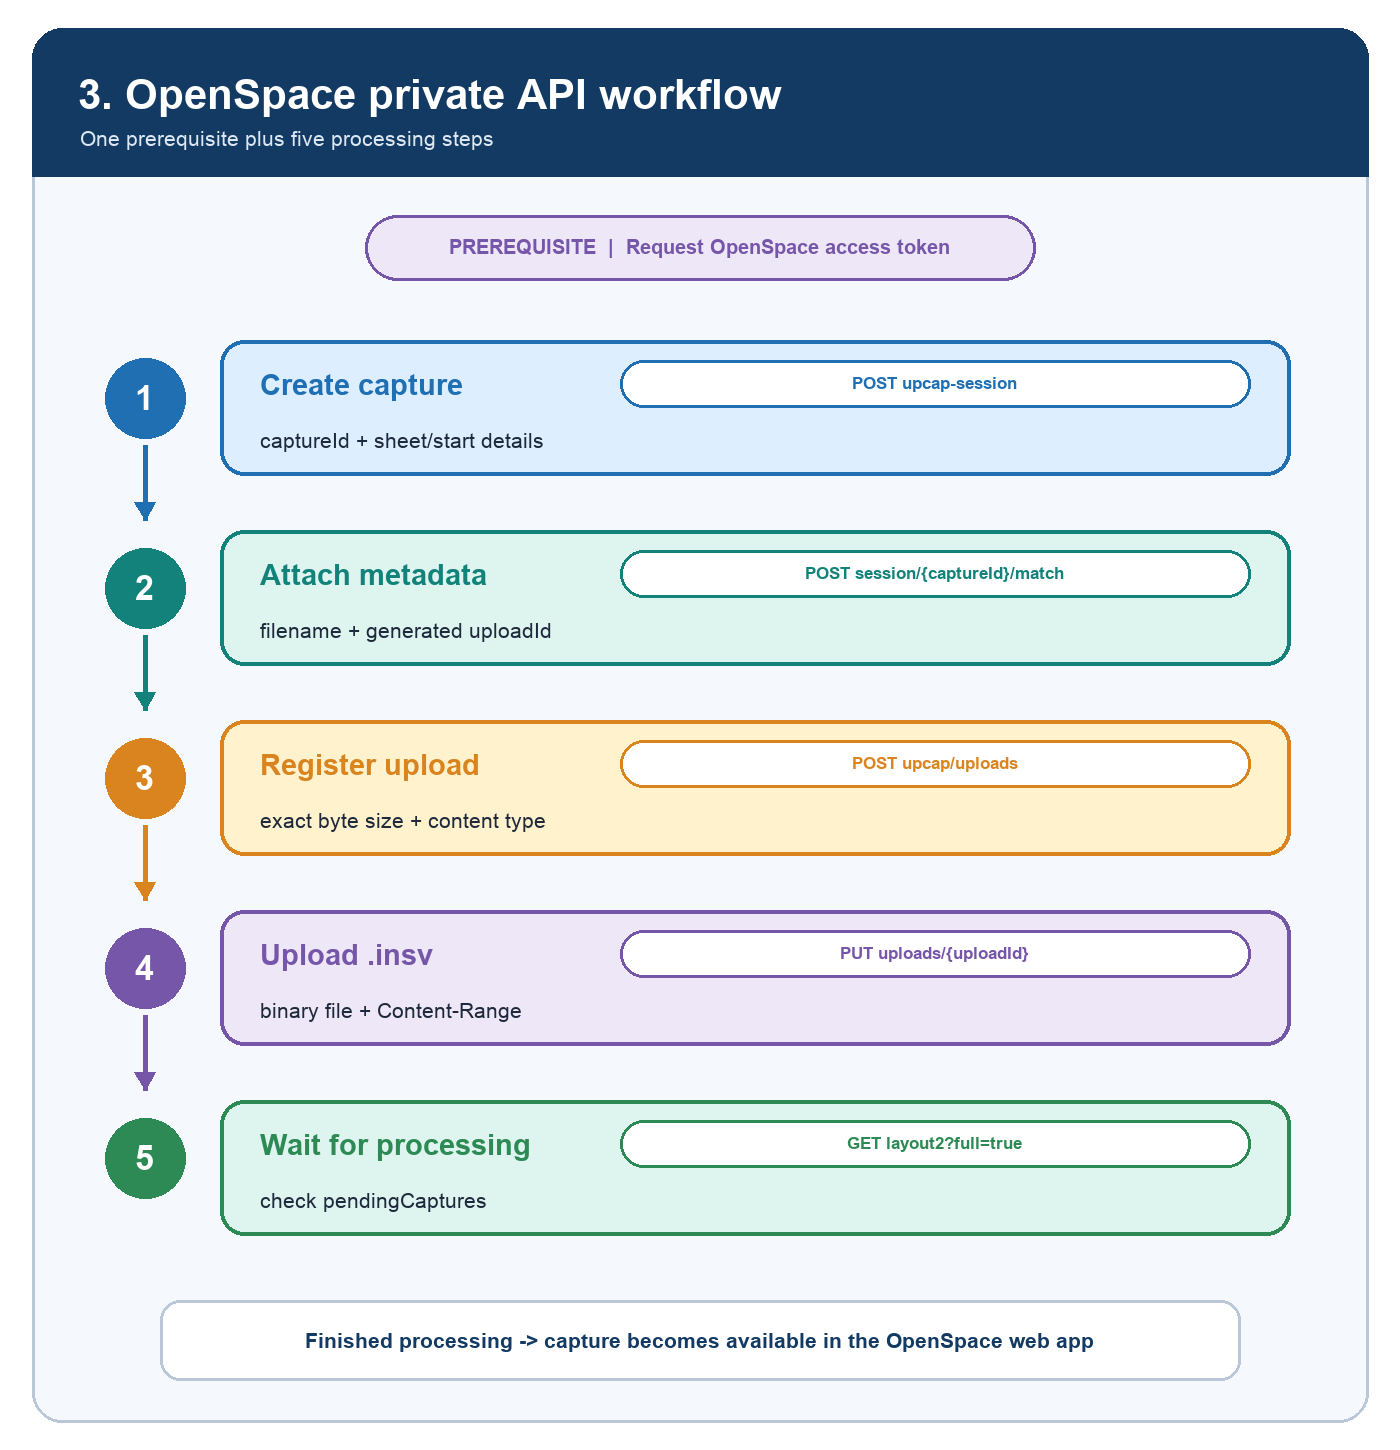 3. OpenSpace private API workflow
One prerequisite plus five processing steps
PREREQUISITE | Request OpenSpace access token
1
Create capture
POST upcap-session
captureId + sheet/start details
2
Attach metadata
POST session/{captureId}/match
filename + generated uploadId
3
Register upload
POST upcap/uploads
exact byte size + content type
4
Upload .insv
PUT uploads/{uploadId}
binary file + Content-Range
5
Wait for processing
GET layout2?full=true
check pendingCaptures
Finished processing -> capture becomes available in the OpenSpace web app